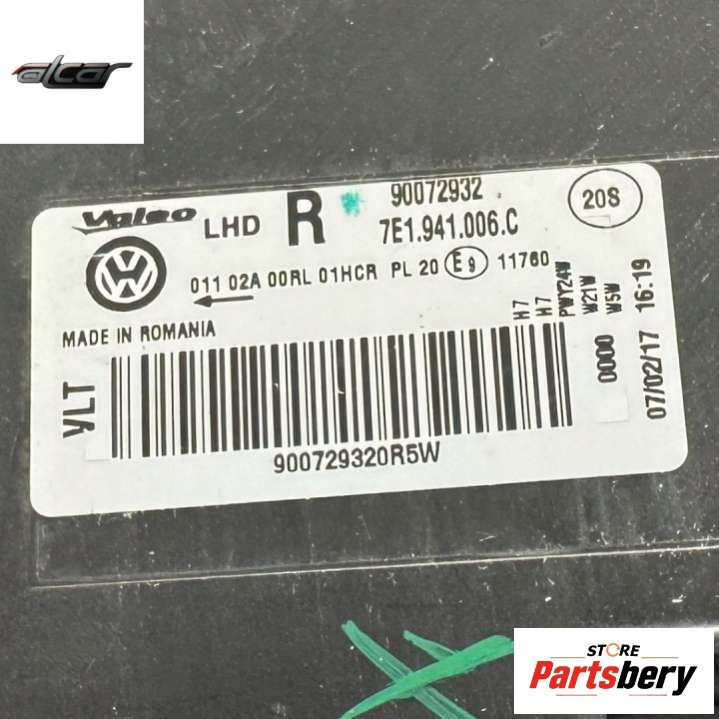 alcar
Valeo LHD R 90072932
7E1.941.006.C
20S
011 02A 00RL 01HCR PL 20 E9 11760
MADE IN ROMANIA
H7
H7
PWY24W
W21W
W5W
0000
07/02/17 16:19
VLT
900729320R5W
STORE
Partsbery